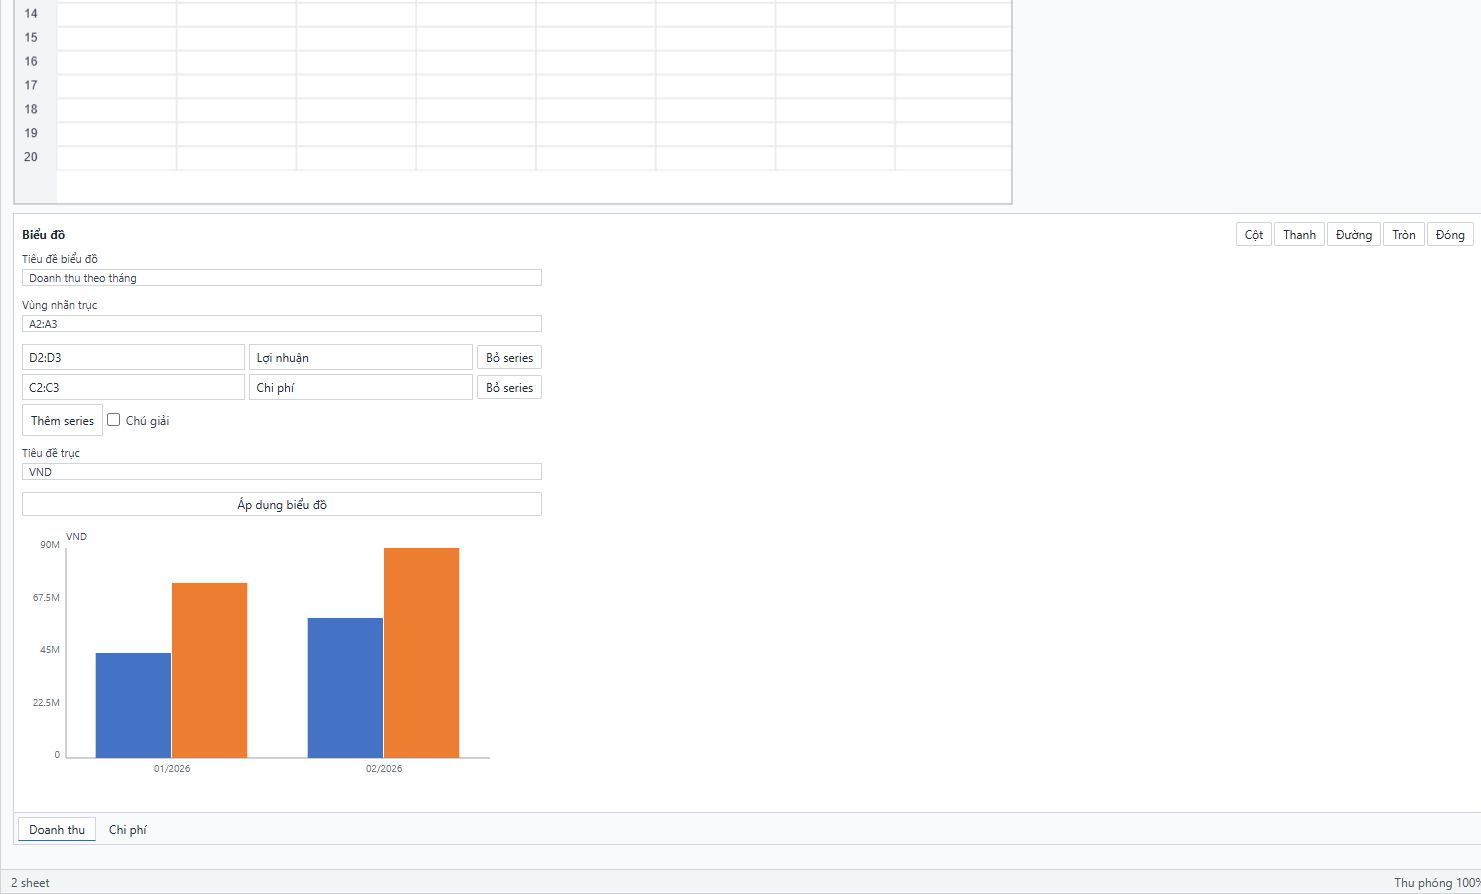 14
15
16
17
18
19
20
Biểu đồ Cột Thanh Đường Tròn Đóng
Tiêu đề biểu đồ
Doanh thu theo tháng
Vùng nhãn trục
A2:A3
D2:D3 Lợi nhuận Bỏ series
C2:C3 Chi phí Bỏ series
Thêm series Chú giải
Tiêu đề trục
VND
Áp dụng biểu đồ
VND
90M
67.5M
45M
22.5M
0
01/2026 02/2026
Doanh thu Chi phí
2 sheet Thu phóng 100%